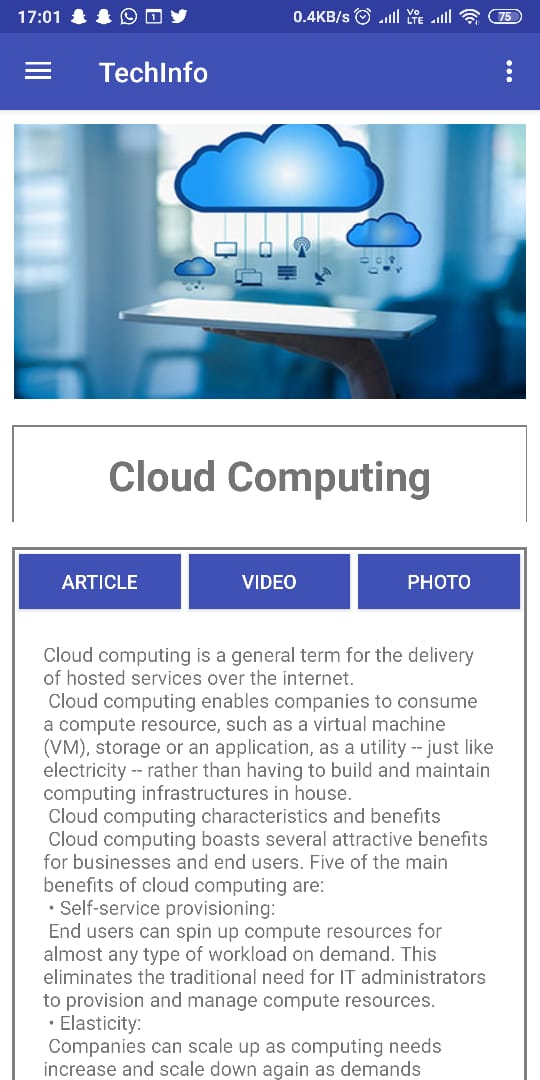 17:01 1 0.4KB/s Vo LTE 75
TechInfo
Cloud Computing
ARTICLE VIDEO PHOTO
Cloud computing is a general term for the delivery
of hosted services over the internet.
Cloud computing enables companies to consume
a compute resource, such as a virtual machine
(VM), storage or an application, as a utility -- just like
electricity -- rather than having to build and maintain
computing infrastructures in house.
Cloud computing characteristics and benefits
Cloud computing boasts several attractive benefits
for businesses and end users. Five of the main
benefits of cloud computing are:
• Self-service provisioning:
End users can spin up compute resources for
almost any type of workload on demand. This
eliminates the traditional need for IT administrators
to provision and manage compute resources.
• Elasticity:
Companies can scale up as computing needs
increase and scale down again as demands